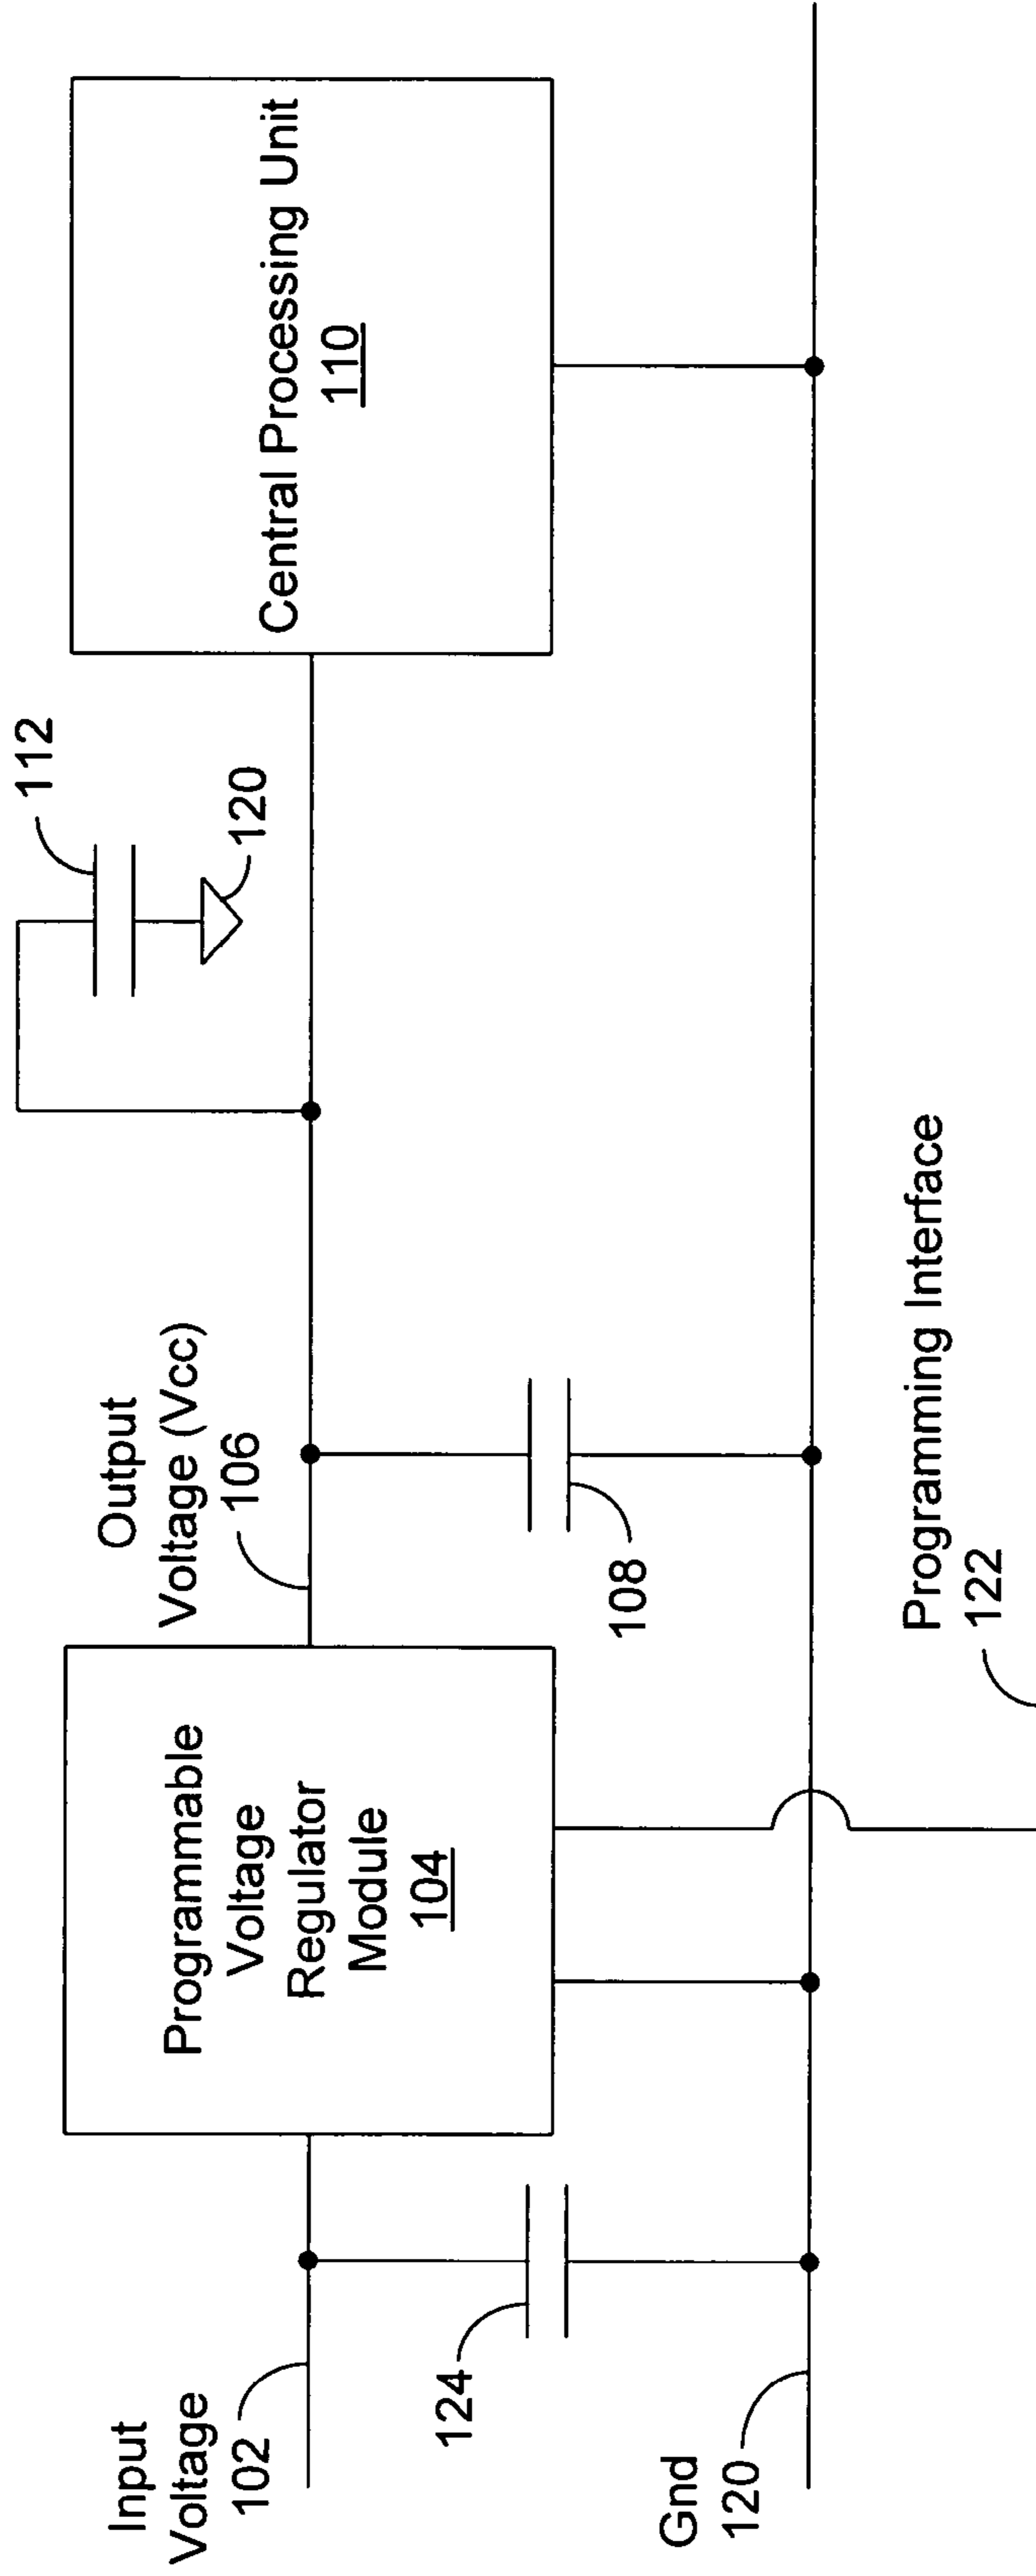 Input
Voltage
102
124
Gnd
120
Programmable
Voltage
Regulator
Module
104
Output
Voltage (Vcc)
106
108
Programming Interface
122
112
120
Central Processing Unit
110